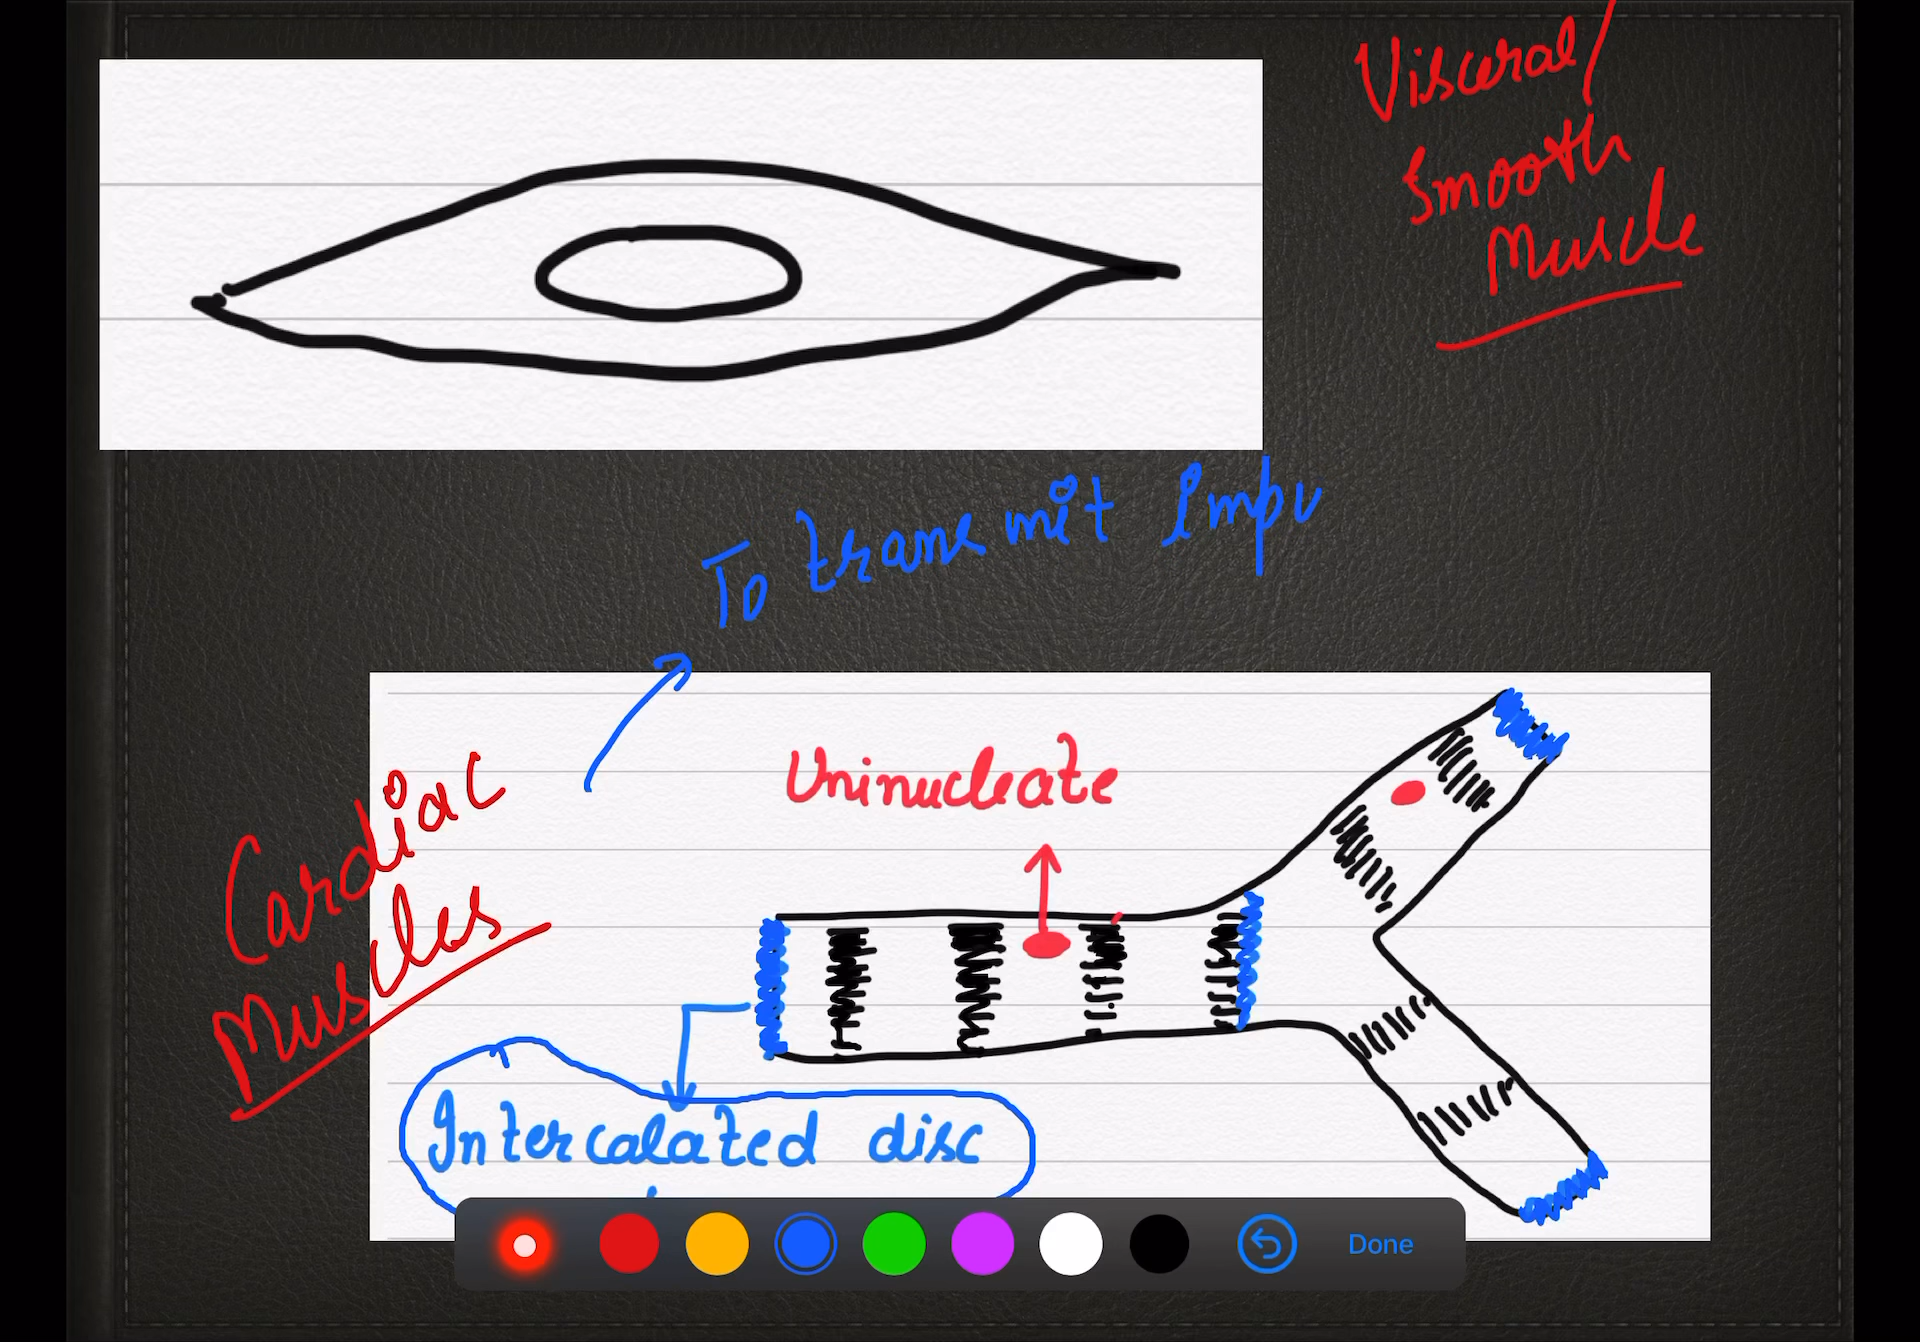 Visceral/
Smooth
Muscle
To transmit Impu
Uninucleate
Cardiac
Muscles
Intercalated disc
Done